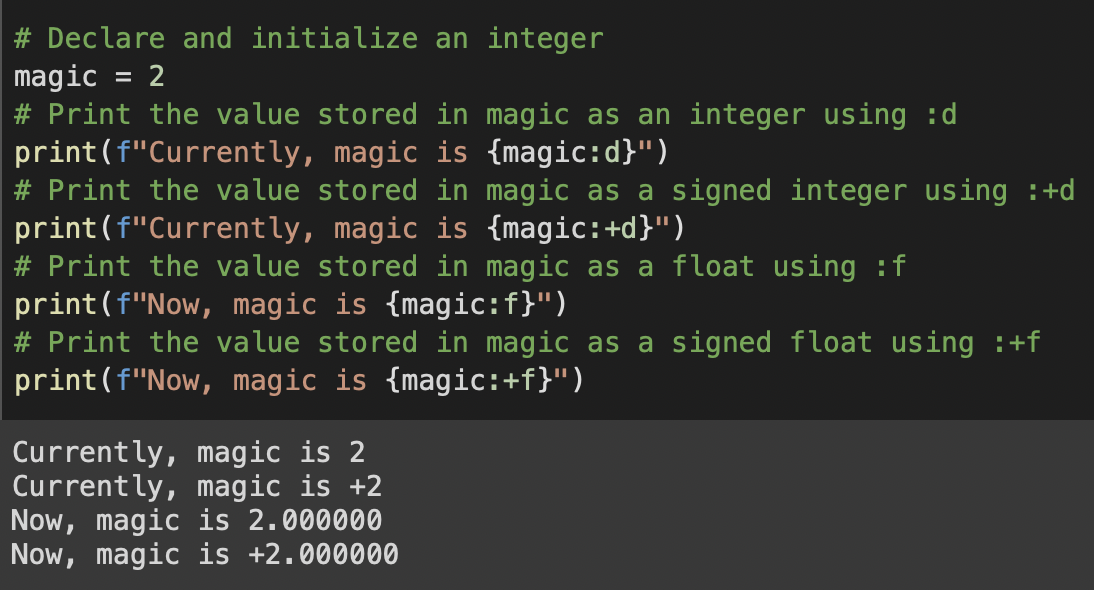 # Declare and initialize an integer
magic = 2
# Print the value stored in magic as an integer using :d
print(f"Currently, magic is {magic:d}")
# Print the value stored in magic as a signed integer using :+d
print(f"Currently, magic is {magic:+d}")
# Print the value stored in magic as a float using :f
print(f"Now, magic is {magic:f}")
# Print the value stored in magic as a signed float using :+f
print(f"Now, magic is {magic:+f}")
Currently, magic is 2
Currently, magic is +2
Now, magic is 2.000000
Now, magic is +2.000000